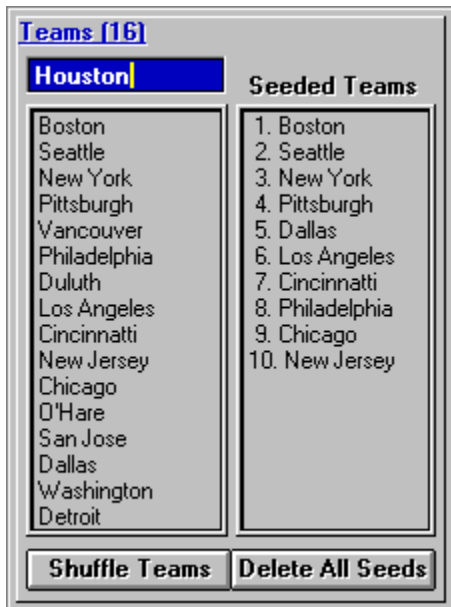 Teams (16)
Houston
Seeded Teams
Boston
Seattle
New York
Pittsburgh
Vancouver
Philadelphia
Duluth
Los Angeles
Cincinnatti
New Jersey
Chicago
O'Hare
San Jose
Dallas
Washington
Detroit
1. Boston
2. Seattle
3. New York
4. Pittsburgh
5. Dallas
6. Los Angeles
7. Cincinnatti
8. Philadelphia
9. Chicago
10. New Jersey
Shuffle Teams
Delete All Seeds